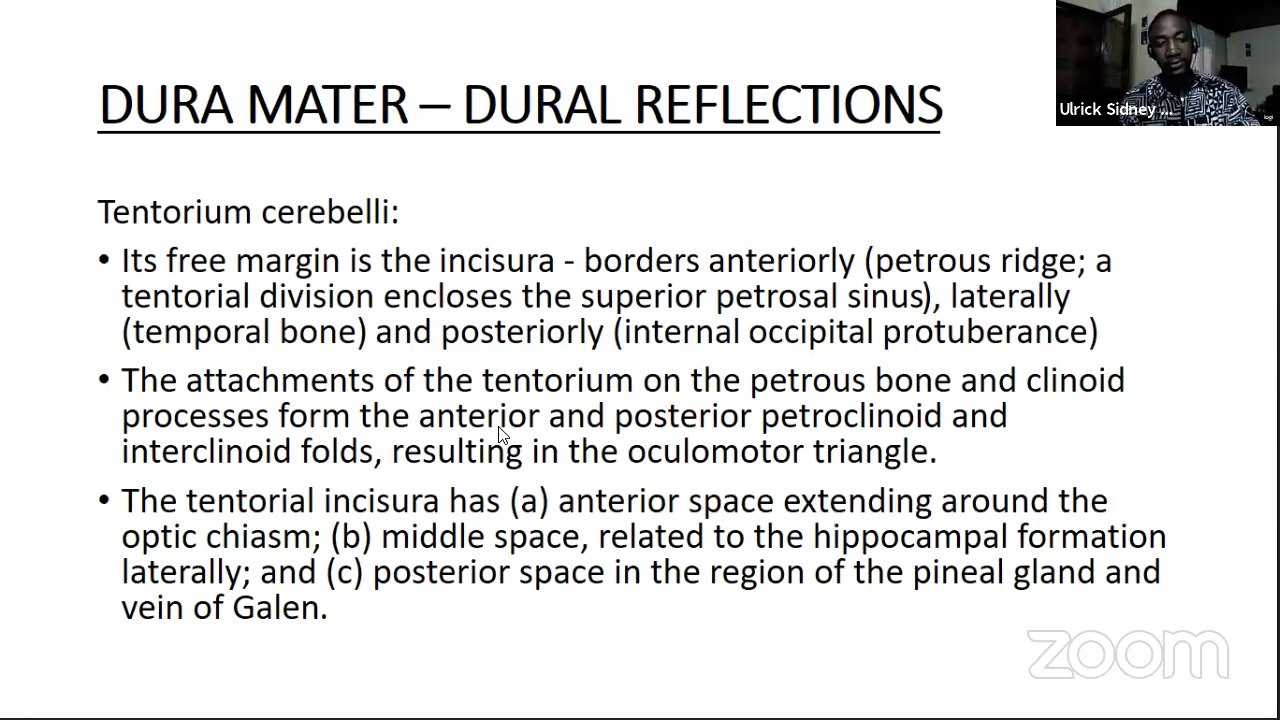 DURA MATER – DURAL REFLECTIONS
Ulrick Sidney ...
logi
Tentorium cerebelli:
• Its free margin is the incisura - borders anteriorly (petrous ridge; a
tentorial division encloses the superior petrosal sinus), laterally
(temporal bone) and posteriorly (internal occipital protuberance)
• The attachments of the tentorium on the petrous bone and clinoid
processes form the anterior and posterior petroclinoid and
interclinoid folds, resulting in the oculomotor triangle.
• The tentorial incisura has (a) anterior space extending around the
optic chiasm; (b) middle space, related to the hippocampal formation
laterally; and (c) posterior space in the region of the pineal gland and
vein of Galen.
zoom